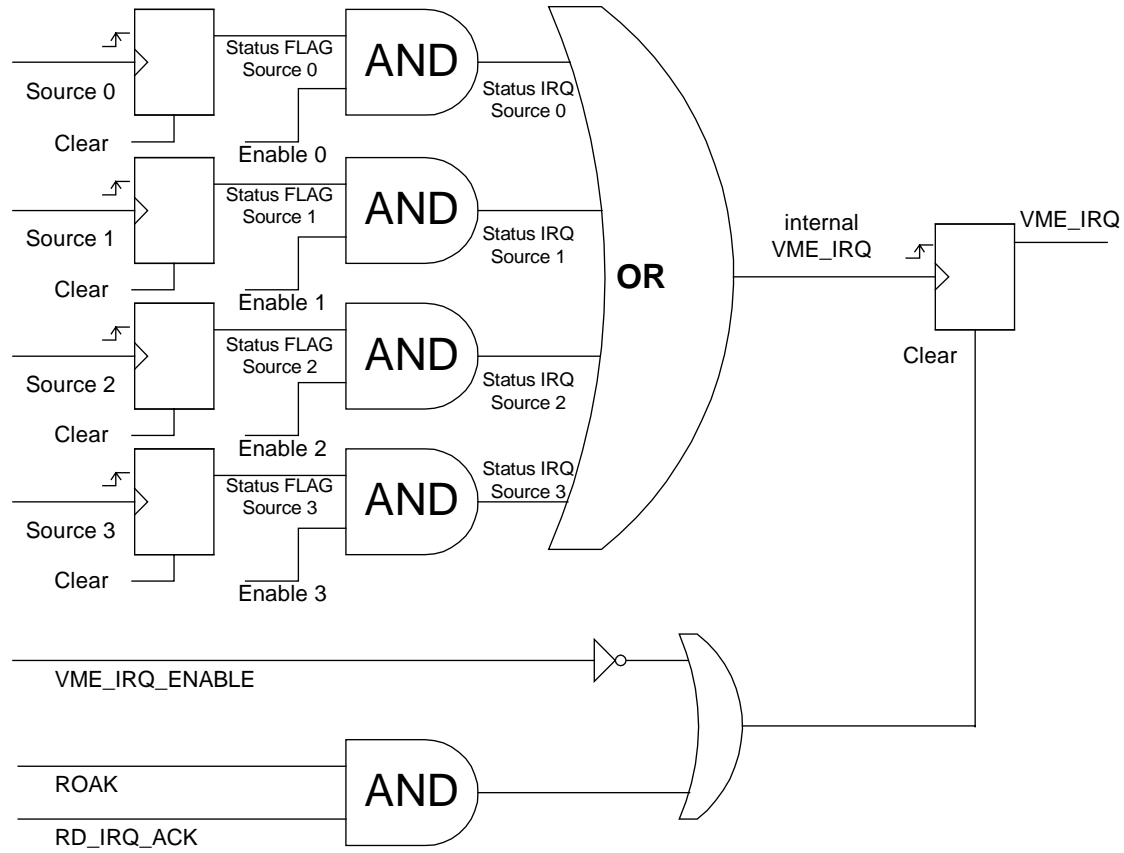 Status FLAG
Source 0
AND
Source 0
Status IRQ
Source 0
Clear
Enable 0
Status FLAG
Source 1
AND
Source 1
Status IRQ
Source 1
Clear
Enable 1
internal
VME_IRQ
VME_IRQ
OR
Clear
Status FLAG
Source 2
AND
Source 2
Status IRQ
Source 2
Clear
Enable 2
Status FLAG
Source 3
AND
Source 3
Status IRQ
Source 3
Clear
Enable 3
VME_IRQ_ENABLE
ROAK
AND
RD_IRQ_ACK